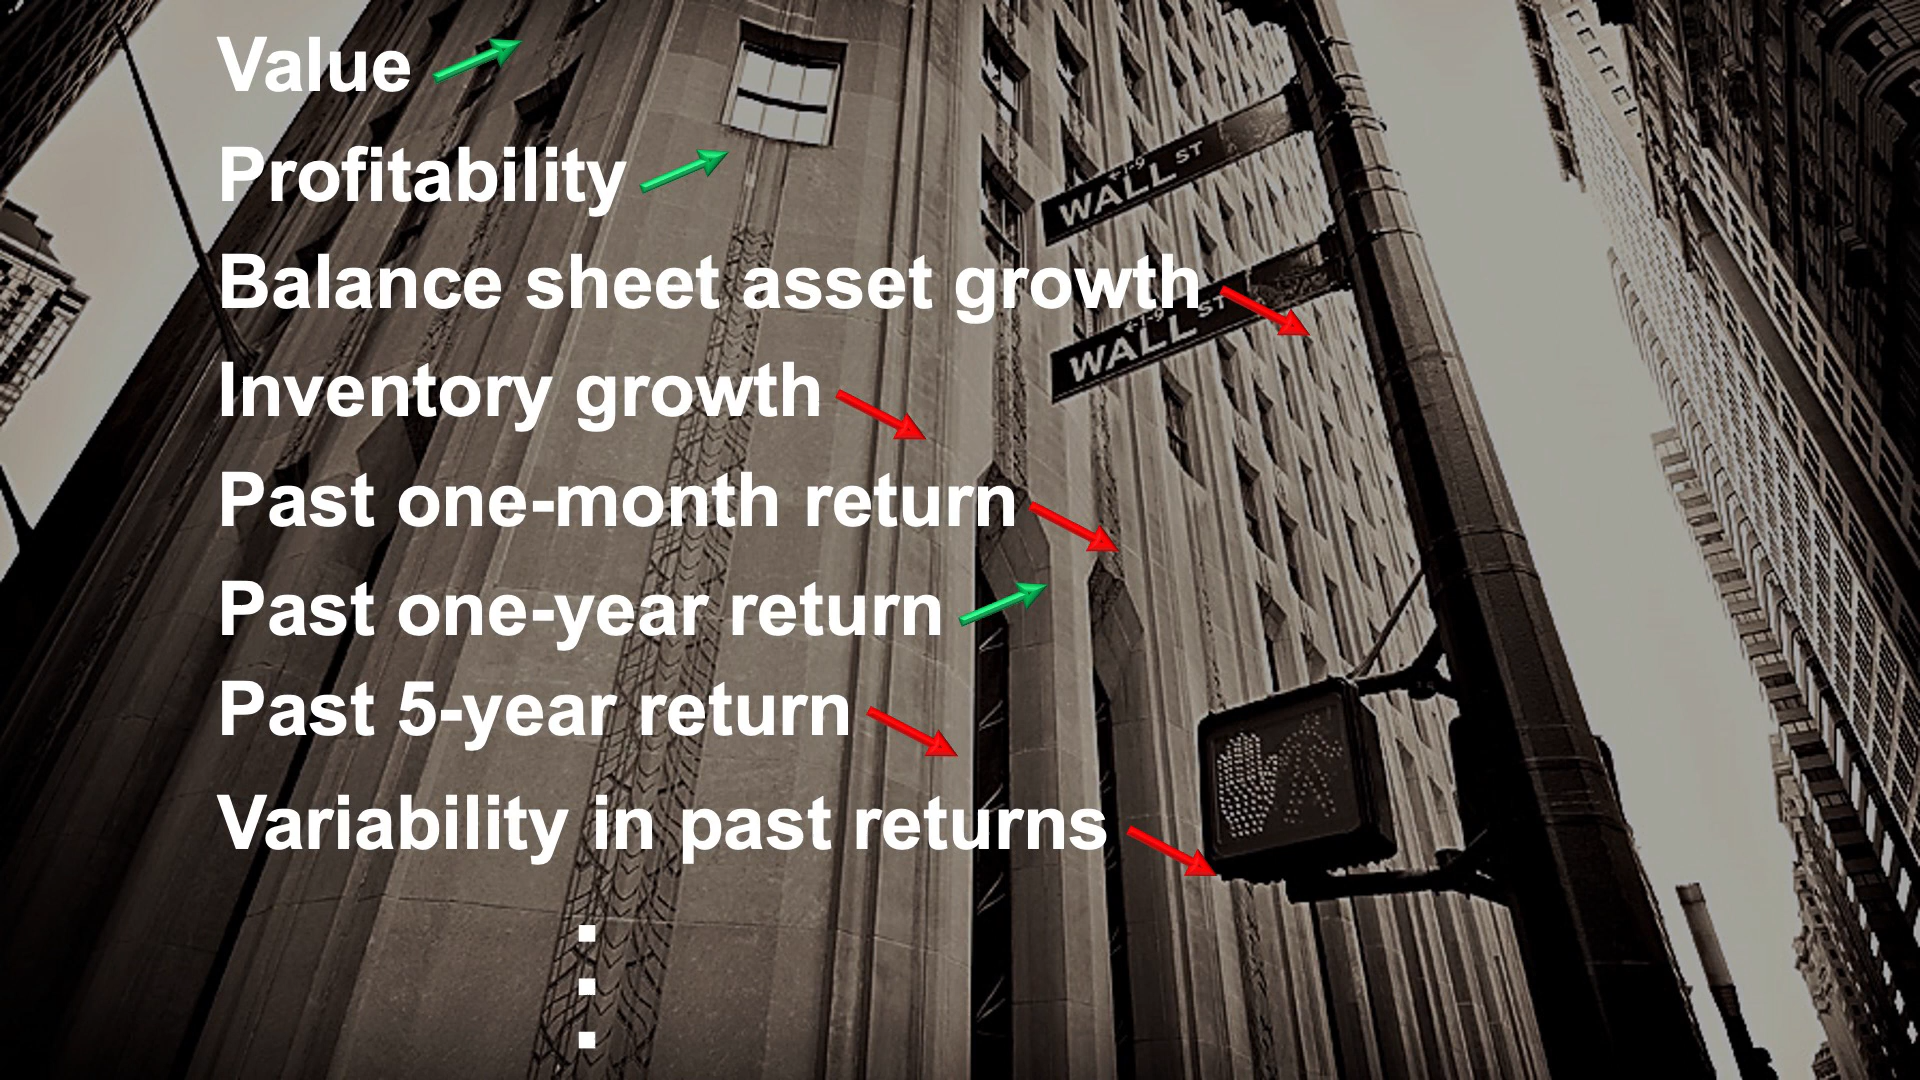 Value
Profitability
Balance sheet asset growth
Inventory growth
Past one-month return
Past one-year return
Past 5-year return
Variability in past returns
WALL ST
WALL ST